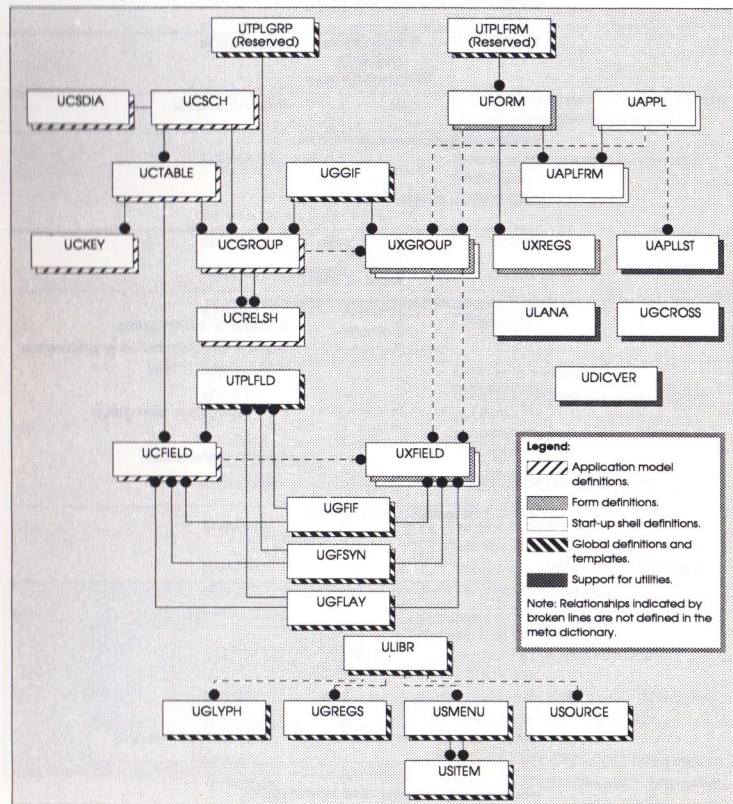 UTPLGRP
(Reserved)
UTPLFRM
(Reserved)
UCSDIA
UCSCH
UFORM
UAPPL
UCTABLE
UGGIF
UAPLFRM
UCKEY
UCGROUP
UXGROUP
UXREGS
UAPLLST
UCRELSH
ULANA
UGCROSS
UTPLFLD
UDICVER
UCFIELD
UXFIELD
Legend:
Application model
definitions.
Form definitions.
Start-up shell definitions.
Global definitions and
templates.
Support for utilities.
Note: Relationships indicated by
broken lines are not defined in the
meta dictionary.
UGFIF
UGFSYN
UGFLAY
ULIBR
UGLYPH
UGREGS
USMENU
USOURCE
USITEM